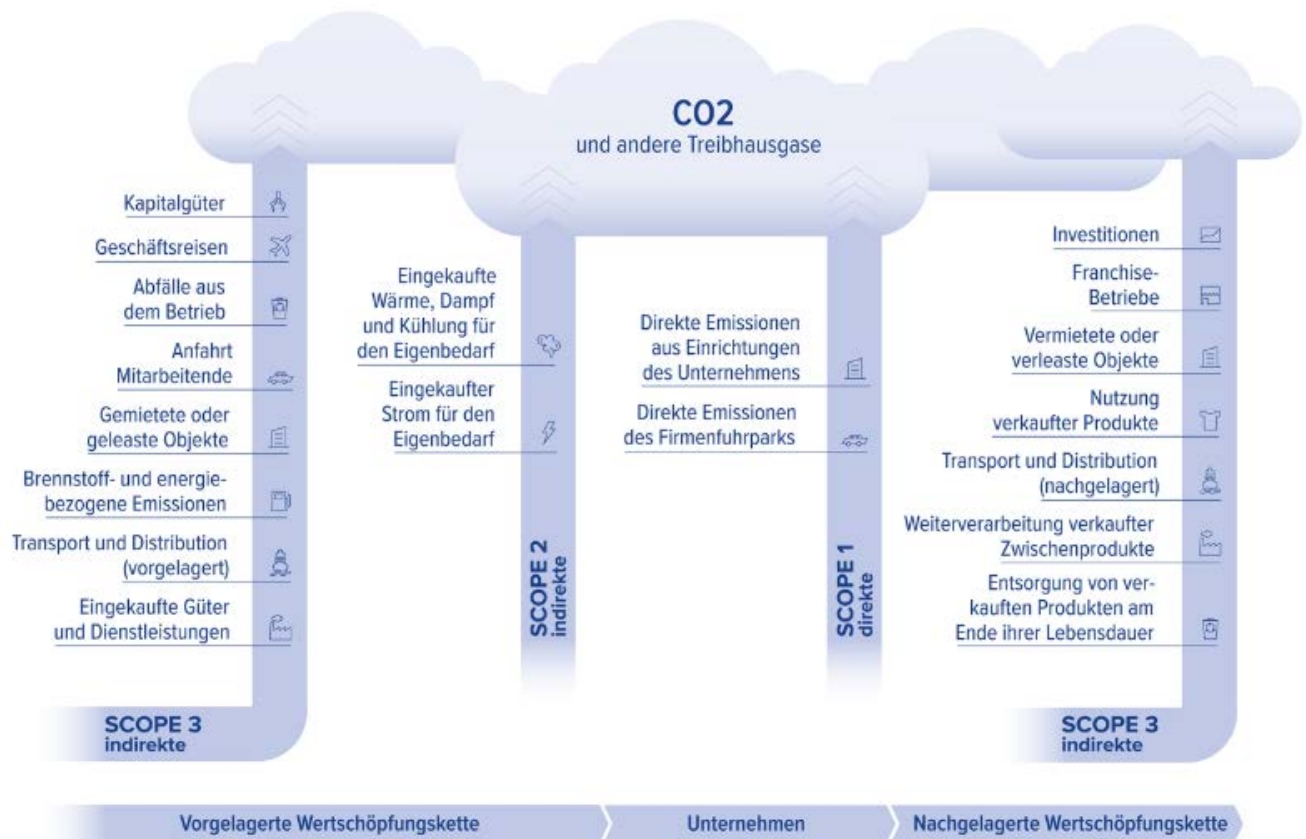 CO2
und andere Treibhausgase
Kapitalgüter
Geschäftsreisen
Abfälle aus
dem Betrieb
Anfahrt
Mitarbeitende
Gemietete oder
geleaste Objekte
Brennstoff- und energie-
bezogene Emissionen
Transport und Distribution
(vorgelagert)
Eingekaufte Güter
und Dienstleistungen
SCOPE 3
indirekte
Eingekaufte
Wärme, Dampf
und Kühlung für
den Eigenbedarf
Eingekaufter
Strom für den
Eigenbedarf
SCOPE 2
indirekte
Direkte Emissionen
aus Einrichtungen
des Unternehmens
Direkte Emissionen
des Firmenfuhrparks
SCOPE 1
direkte
Investitionen
Franchise-
Betriebe
Vermietete oder
verleaste Objekte
Nutzung
verkaufter Produkte
Transport und Distribution
(nachgelagert)
Weiterverarbeitung verkaufter
Zwischenprodukte
Entsorgung von ver-
kauften Produkten am
Ende ihrer Lebensdauer
SCOPE 3
indirekte
Vorgelagerte Wertschöpfungskette
Unternehmen
Nachgelagerte Wertschöpfungskette